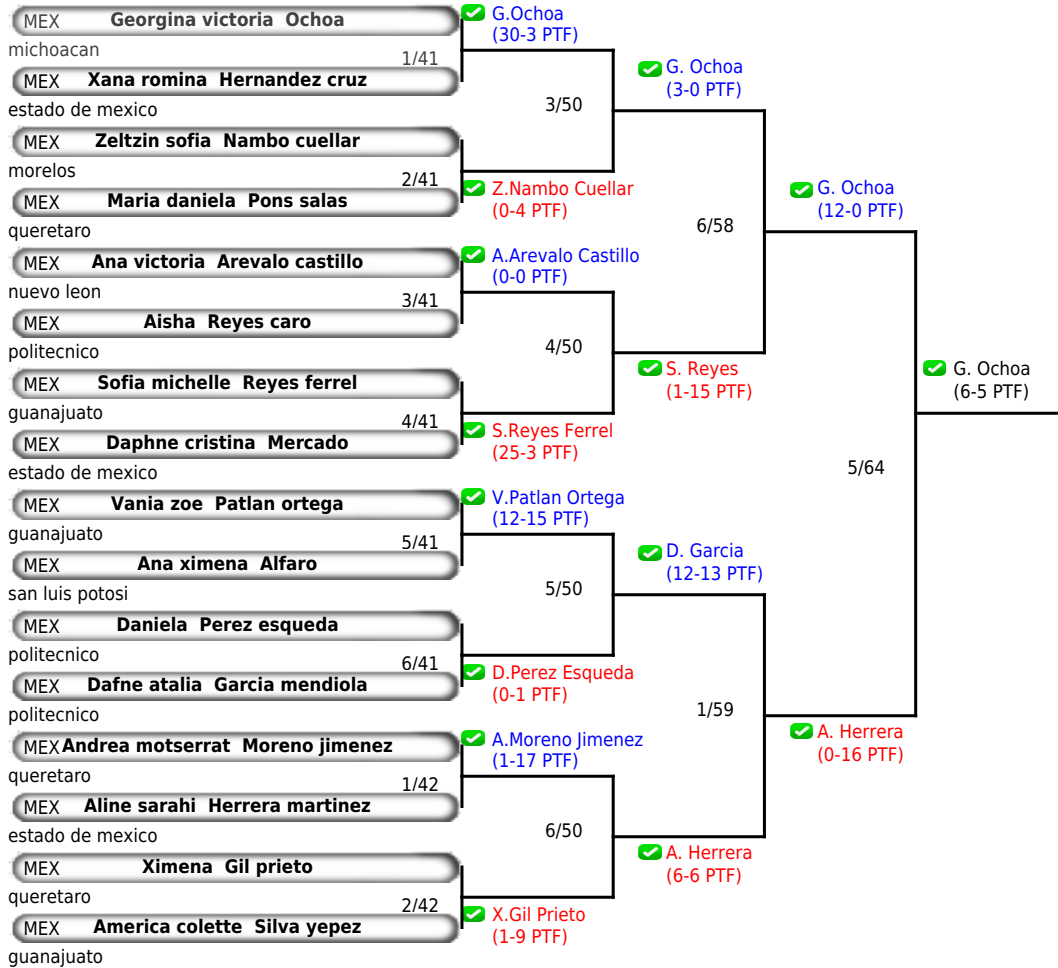 MEX Georgina victoria Ochoa
michoacan
1/41
MEX Xana romina Hernandez cruz
estado de mexico
G.Ochoa
(30-3 PTF)
MEX Zeltzin sofia Nambo cuellar
morelos
2/41
MEX Maria daniela Pons salas
queretaro
Z.Nambo Cuellar
(0-4 PTF)
3/50
G. Ochoa
(3-0 PTF)
MEX Ana victoria Arevalo castillo
nuevo leon
3/41
MEX Aisha Reyes caro
politecnico
A.Arevalo Castillo
(0-0 PTF)
MEX Sofia michelle Reyes ferrel
guanajuato
4/41
MEX Daphne cristina Mercado
estado de mexico
S.Reyes Ferrel
(25-3 PTF)
4/50
S. Reyes
(1-15 PTF)
6/58
G. Ochoa
(12-0 PTF)
MEX Vania zoe Patlan ortega
guanajuato
5/41
MEX Ana ximena Alfaro
san luis potosi
V.Patlan Ortega
(12-15 PTF)
MEX Daniela Perez esqueda
politecnico
6/41
MEX Dafne atalia Garcia mendiola
politecnico
D.Perez Esqueda
(0-1 PTF)
5/50
D. Garcia
(12-13 PTF)
MEX Andrea motserrat Moreno jimenez
queretaro
1/42
MEX Aline sarahi Herrera martinez
estado de mexico
A.Moreno Jimenez
(1-17 PTF)
MEX Ximena Gil prieto
queretaro
2/42
MEX America colette Silva yepez
guanajuato
X.Gil Prieto
(1-9 PTF)
6/50
A. Herrera
(6-6 PTF)
1/59
A. Herrera
(0-16 PTF)
5/64
G. Ochoa
(6-5 PTF)